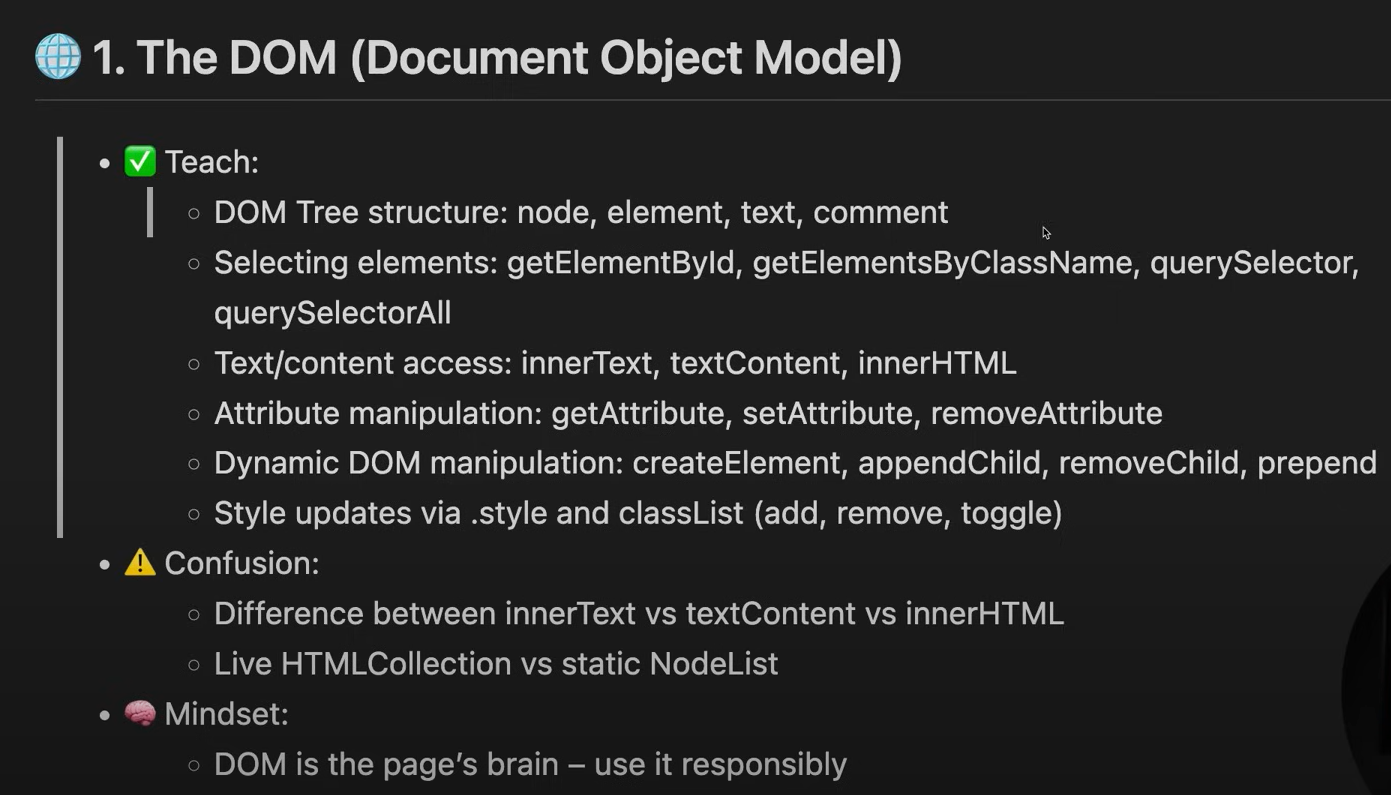 🌐 1. The DOM (Document Object Model)
• ✅ Teach:
○ DOM Tree structure: node, element, text, comment
○ Selecting elements: getElementById, getElementsByClassName, querySelector,
querySelectorAll
○ Text/content access: innerText, textContent, innerHTML
○ Attribute manipulation: getAttribute, setAttribute, removeAttribute
○ Dynamic DOM manipulation: createElement, appendChild, removeChild, prepend
○ Style updates via .style and classList (add, remove, toggle)
• ⚠️ Confusion:
○ Difference between innerText vs textContent vs innerHTML
○ Live HTMLCollection vs static NodeList
• 🧠 Mindset:
○ DOM is the page’s brain – use it responsibly